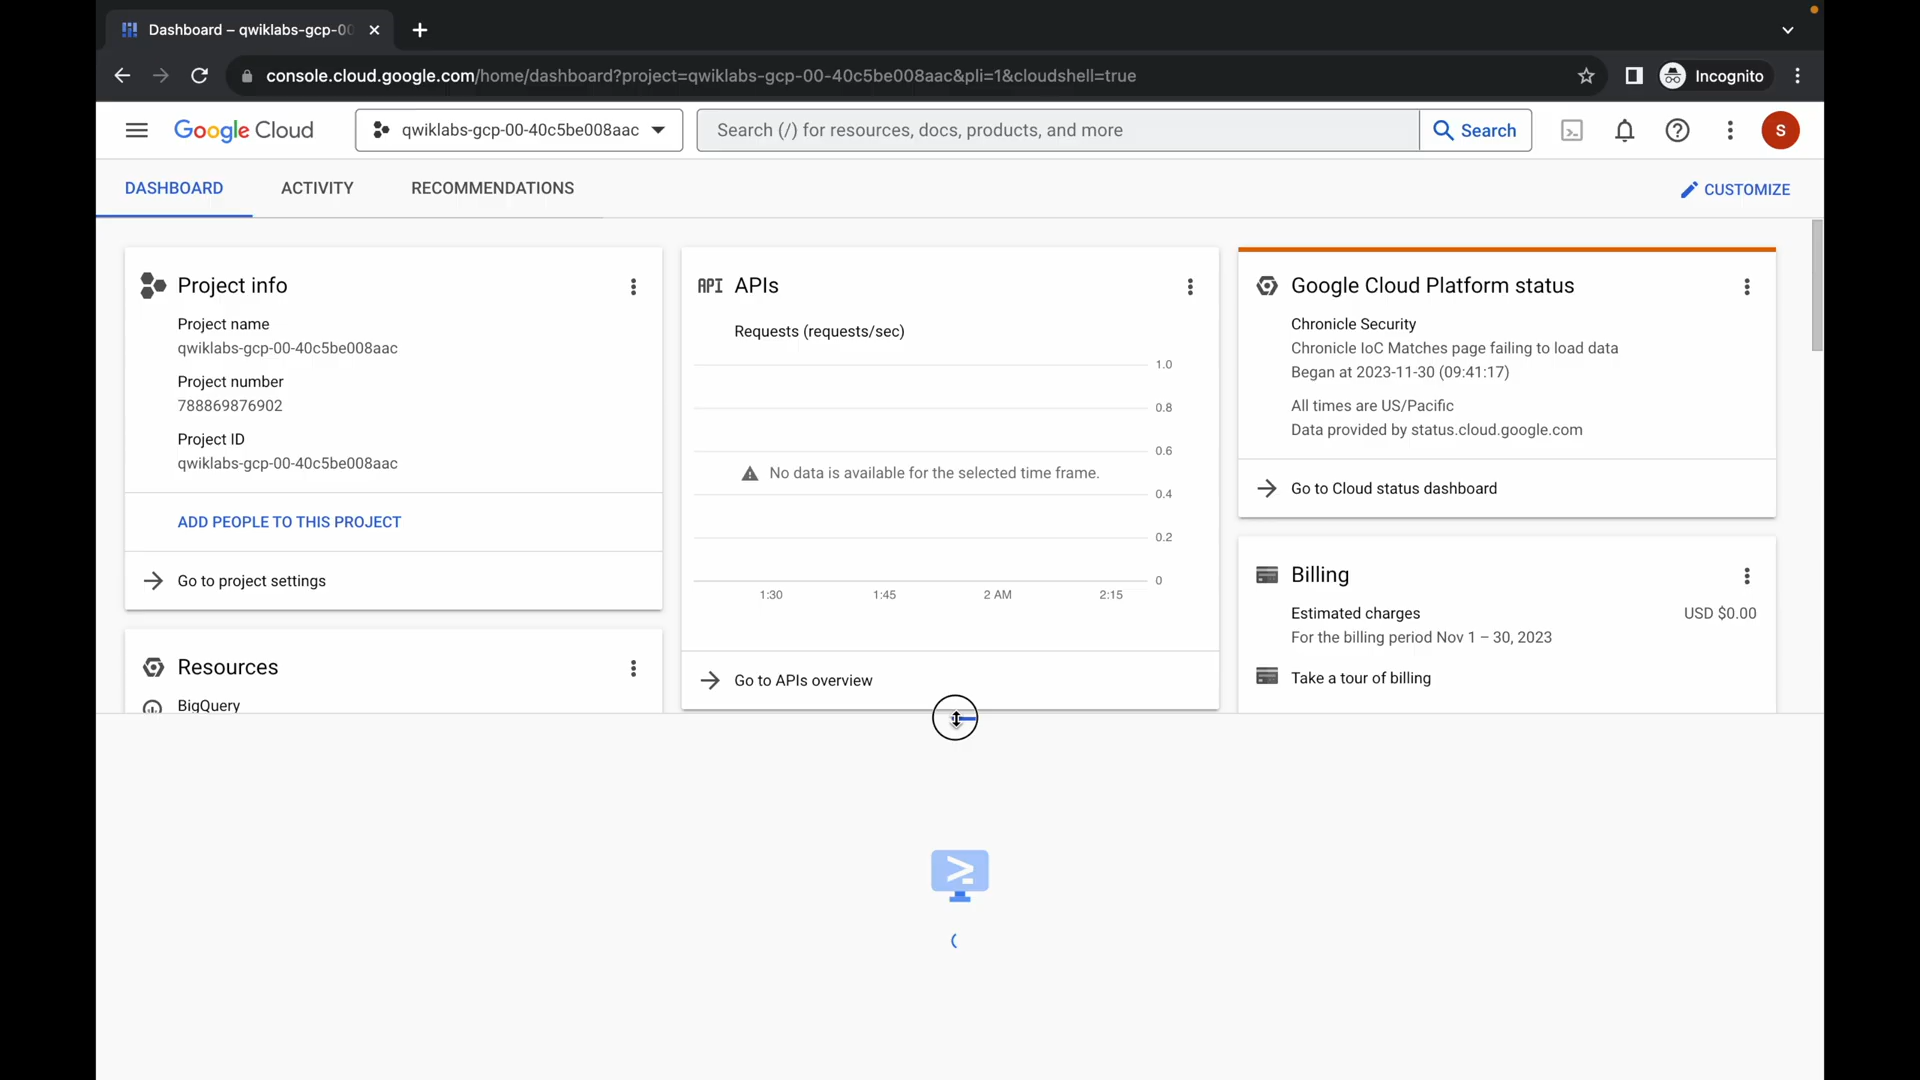 Dashboard – qwiklabs-gcp-00
console.cloud.google.com/home/dashboard?project=qwiklabs-gcp-00-40c5be008aac&pli=1&cloudshell=true
Incognito
Google Cloud
qwiklabs-gcp-00-40c5be008aac
Search (/) for resources, docs, products, and more
Search
S
DASHBOARD
ACTIVITY
RECOMMENDATIONS
CUSTOMIZE
Project info
Project name
qwiklabs-gcp-00-40c5be008aac
Project number
788869876902
Project ID
qwiklabs-gcp-00-40c5be008aac
ADD PEOPLE TO THIS PROJECT
Go to project settings
Resources
BigQuery
API APIs
Requests (requests/sec)
1.0
0.8
0.6
No data is available for the selected time frame.
0.4
0.2
0
1:30 1:45 2 AM 2:15
Go to APIs overview
Google Cloud Platform status
Chronicle Security
Chronicle IoC Matches page failing to load data
Began at 2023-11-30 (09:41:17)
All times are US/Pacific
Data provided by status.cloud.google.com
Go to Cloud status dashboard
Billing
Estimated charges USD $0.00
For the billing period Nov 1 – 30, 2023
Take a tour of billing